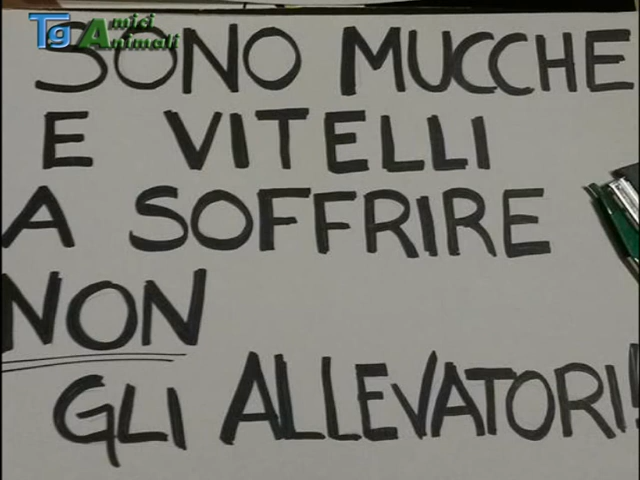 Tg Amici
Animali
SONO MUCCHE
E VITELLI
A SOFFRIRE
NON
GLI ALLEVATORI!